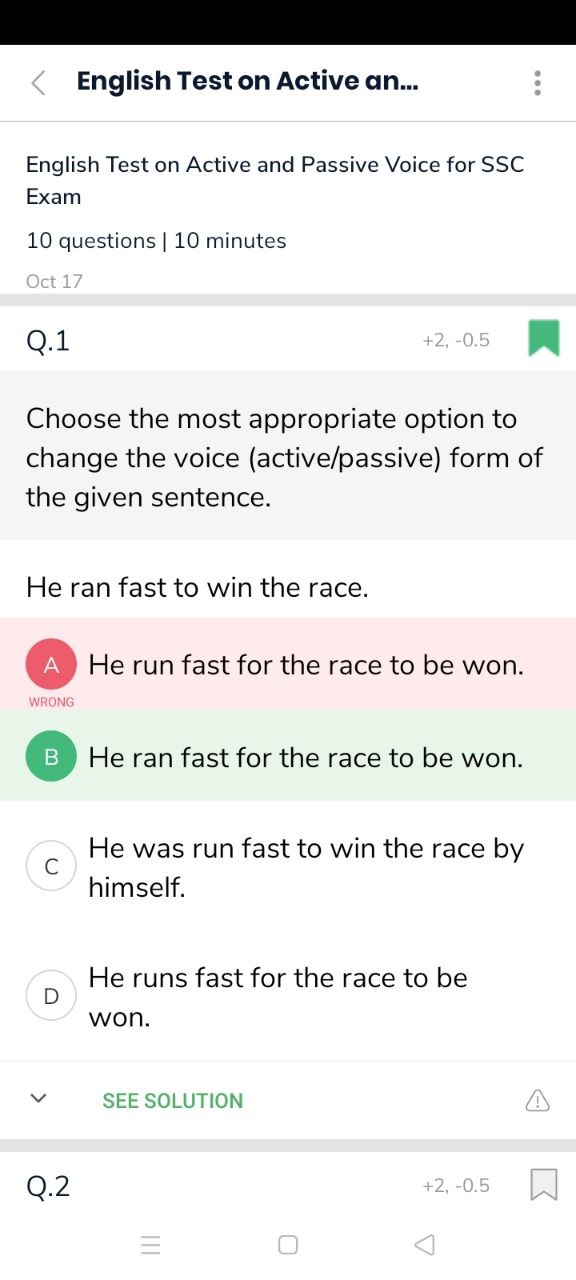 English Test on Active an...
English Test on Active and Passive Voice for SSC
Exam
10 questions | 10 minutes
Oct 17
Q.1
+2, -0.5
Choose the most appropriate option to
change the voice (active/passive) form of
the given sentence.
He ran fast to win the race.
A He run fast for the race to be won.
WRONG
B He ran fast for the race to be won.
C He was run fast to win the race by
himself.
D He runs fast for the race to be
won.
SEE SOLUTION
Q.2
+2, -0.5